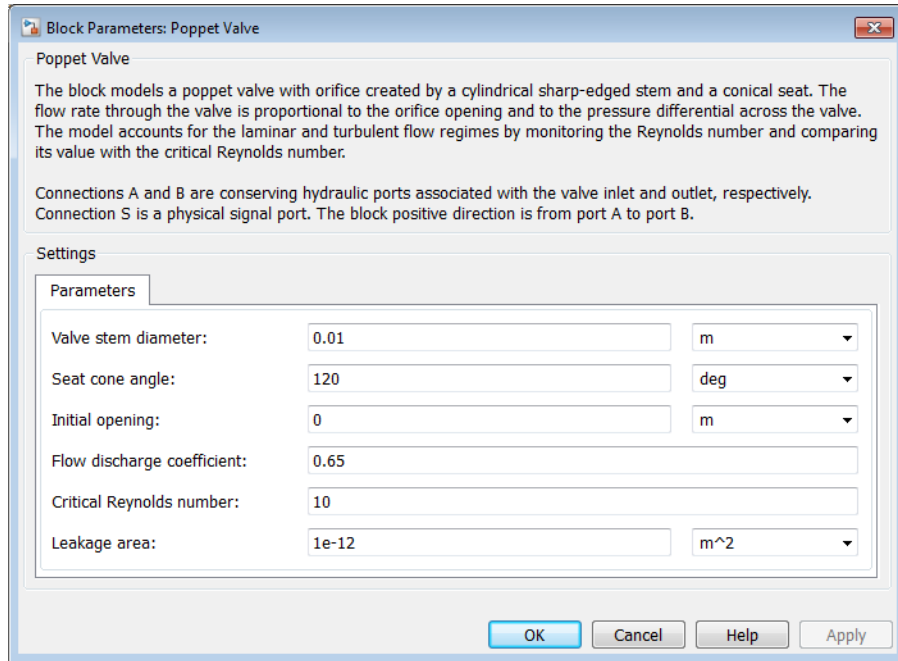 Block Parameters: Poppet Valve
Poppet Valve
The block models a poppet valve with orifice created by a cylindrical sharp-edged stem and a conical seat. The
flow rate through the valve is proportional to the orifice opening and to the pressure differential across the valve.
The model accounts for the laminar and turbulent flow regimes by monitoring the Reynolds number and comparing
its value with the critical Reynolds number.
Connections A and B are conserving hydraulic ports associated with the valve inlet and outlet, respectively.
Connection S is a physical signal port. The block positive direction is from port A to port B.
Settings
Parameters
Valve stem diameter: 0.01 m
Seat cone angle: 120 deg
Initial opening: 0 m
Flow discharge coefficient: 0.65
Critical Reynolds number: 10
Leakage area: 1e-12 m^2
OK Cancel Help Apply